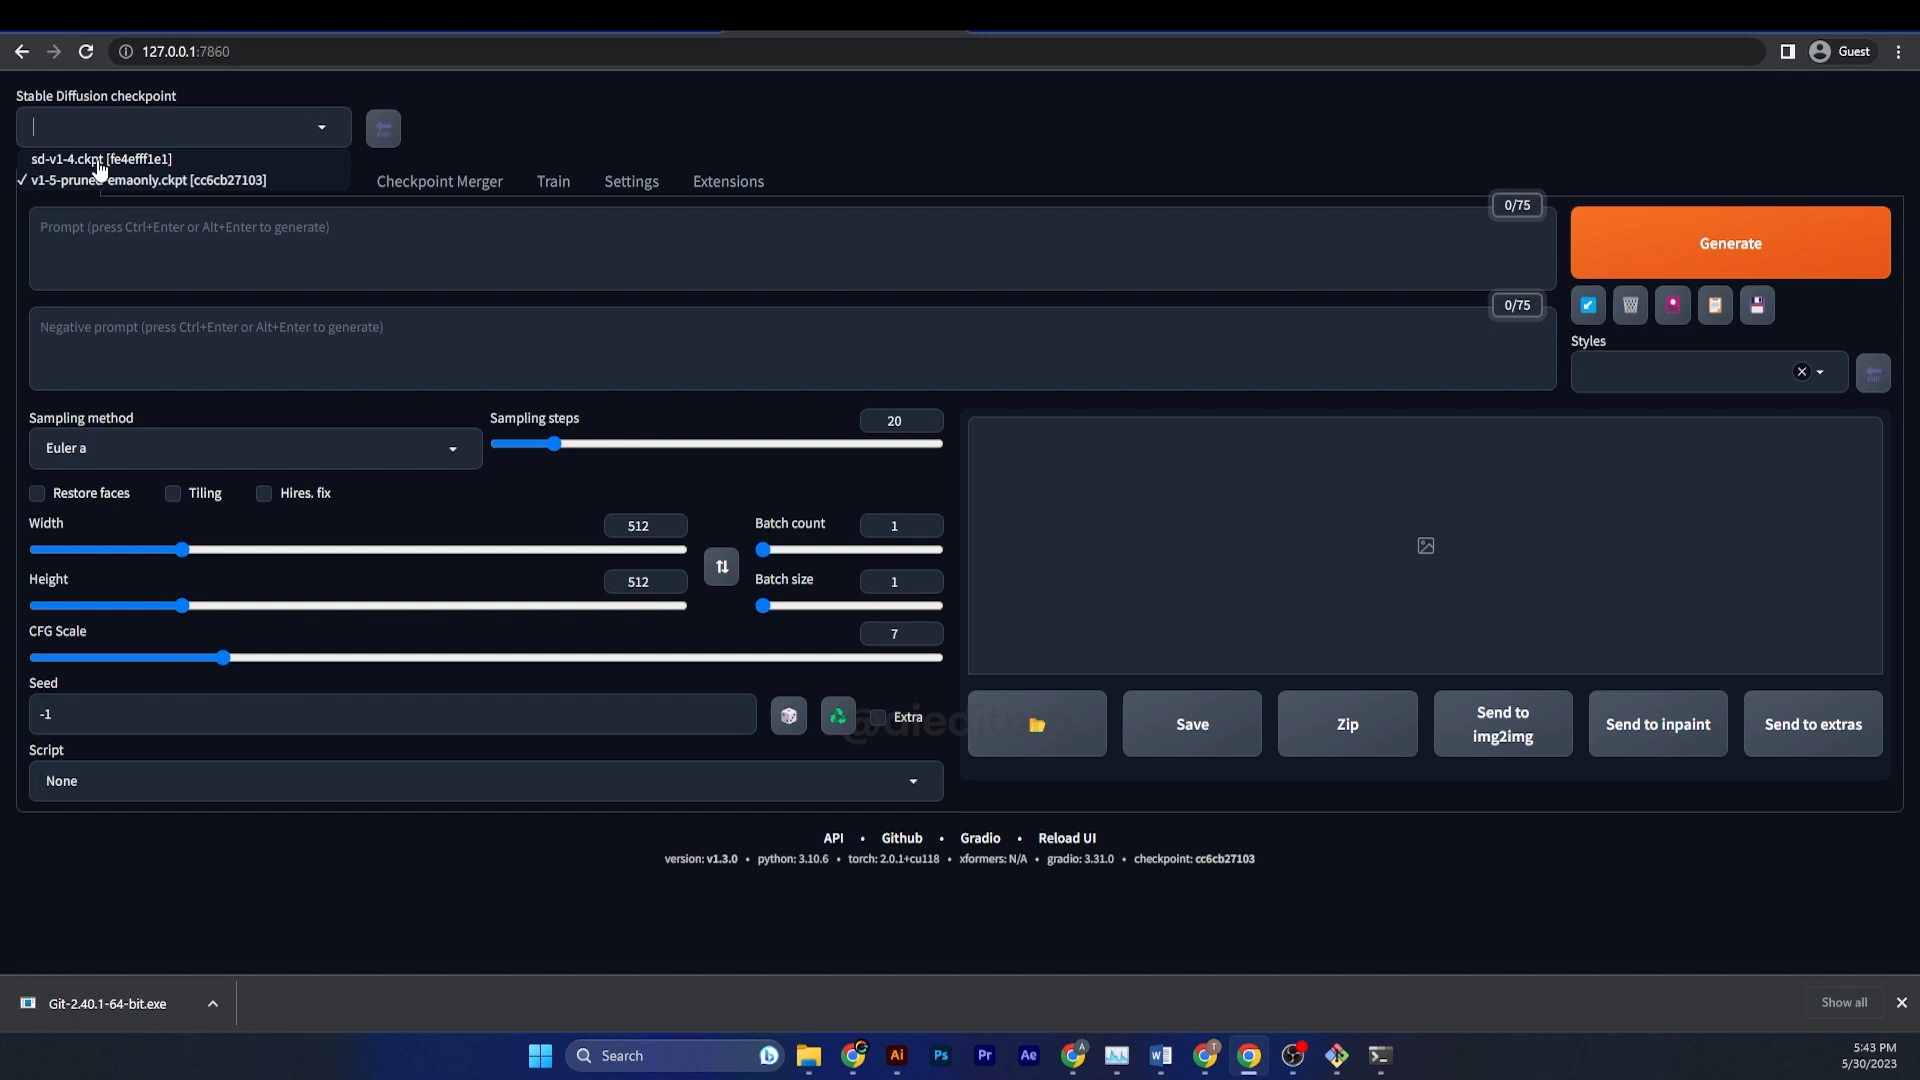 127.0.0.1:7860
Guest
Stable Diffusion checkpoint
sd-v1-4.ckpt [fe4efff1e1]
✓ v1-5-pruned-emaonly.ckpt [cc6cb27103]
Checkpoint Merger Train Settings Extensions
0/75
Prompt (press Ctrl+Enter or Alt+Enter to generate)
Generate
0/75
Negative prompt (press Ctrl+Enter or Alt+Enter to generate)
Styles
Sampling method
Euler a
Sampling steps
20
Restore faces Tiling Hires. fix
Width
512
Batch count
1
Height
512
Batch size
1
CFG Scale
7
Seed
-1
Extra
Save
Zip
Send to
img2img
Send to inpaint
Send to extras
Script
None
API • Github • Gradio • Reload UI
version: v1.3.0 • python: 3.10.6 • torch: 2.0.1+cu118 • xformers: N/A • gradio: 3.31.0 • checkpoint: cc6cb27103
Git-2.40.1-64-bit.exe
Show all
Search
Ai
Ps
Pr
Ae
A
T
5:43 PM
5/30/2023